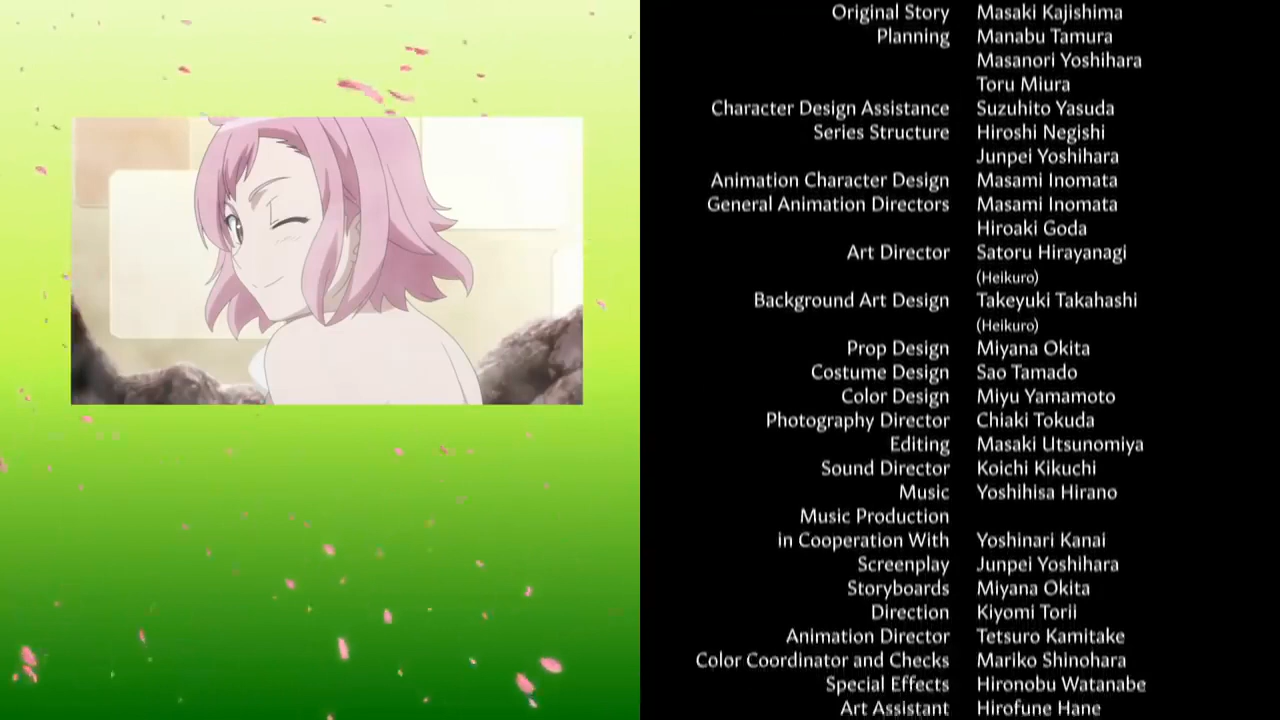 Original Story Masaki Kajishima
Planning Manabu Tamura
Masanori Yoshihara
Toru Miura
Character Design Assistance Suzuhito Yasuda
Series Structure Hiroshi Negishi
Junpei Yoshihara
Animation Character Design Masami Inomata
General Animation Directors Masami Inomata
Hiroaki Goda
Art Director Satoru Hirayanagi
(Heikuro)
Background Art Design Takeyuki Takahashi
(Heikuro)
Prop Design Miyana Okita
Costume Design Sao Tamado
Color Design Miyu Yamamoto
Photography Director Chiaki Tokuda
Editing Masaki Utsunomiya
Sound Director Koichi Kikuchi
Music Yoshihisa Hirano
Music Production
in Cooperation With Yoshinari Kanai
Screenplay Junpei Yoshihara
Storyboards Miyana Okita
Direction Kiyomi Torii
Animation Director Tetsuro Kamitake
Color Coordinator and Checks Mariko Shinohara
Special Effects Hironobu Watanabe
Art Assistant Hirofune Hane